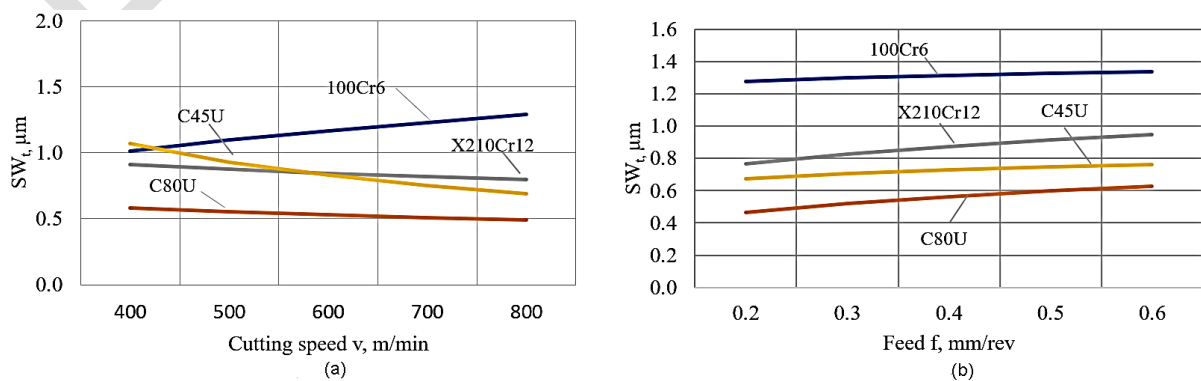 2.0
1.5
1.0
0.5
0.0
SWt, μm
100Cr6
C45U
X210Cr12
C80U
400 500 600 700 800
Cutting speed v, m/min
(a)
1.6
1.4
1.2
1.0
0.8
0.6
0.4
0.2
0.0
SWt, μm
100Cr6
X210Cr12
C45U
C80U
0.2 0.3 0.4 0.5 0.6
Feed f, mm/rev
(b)